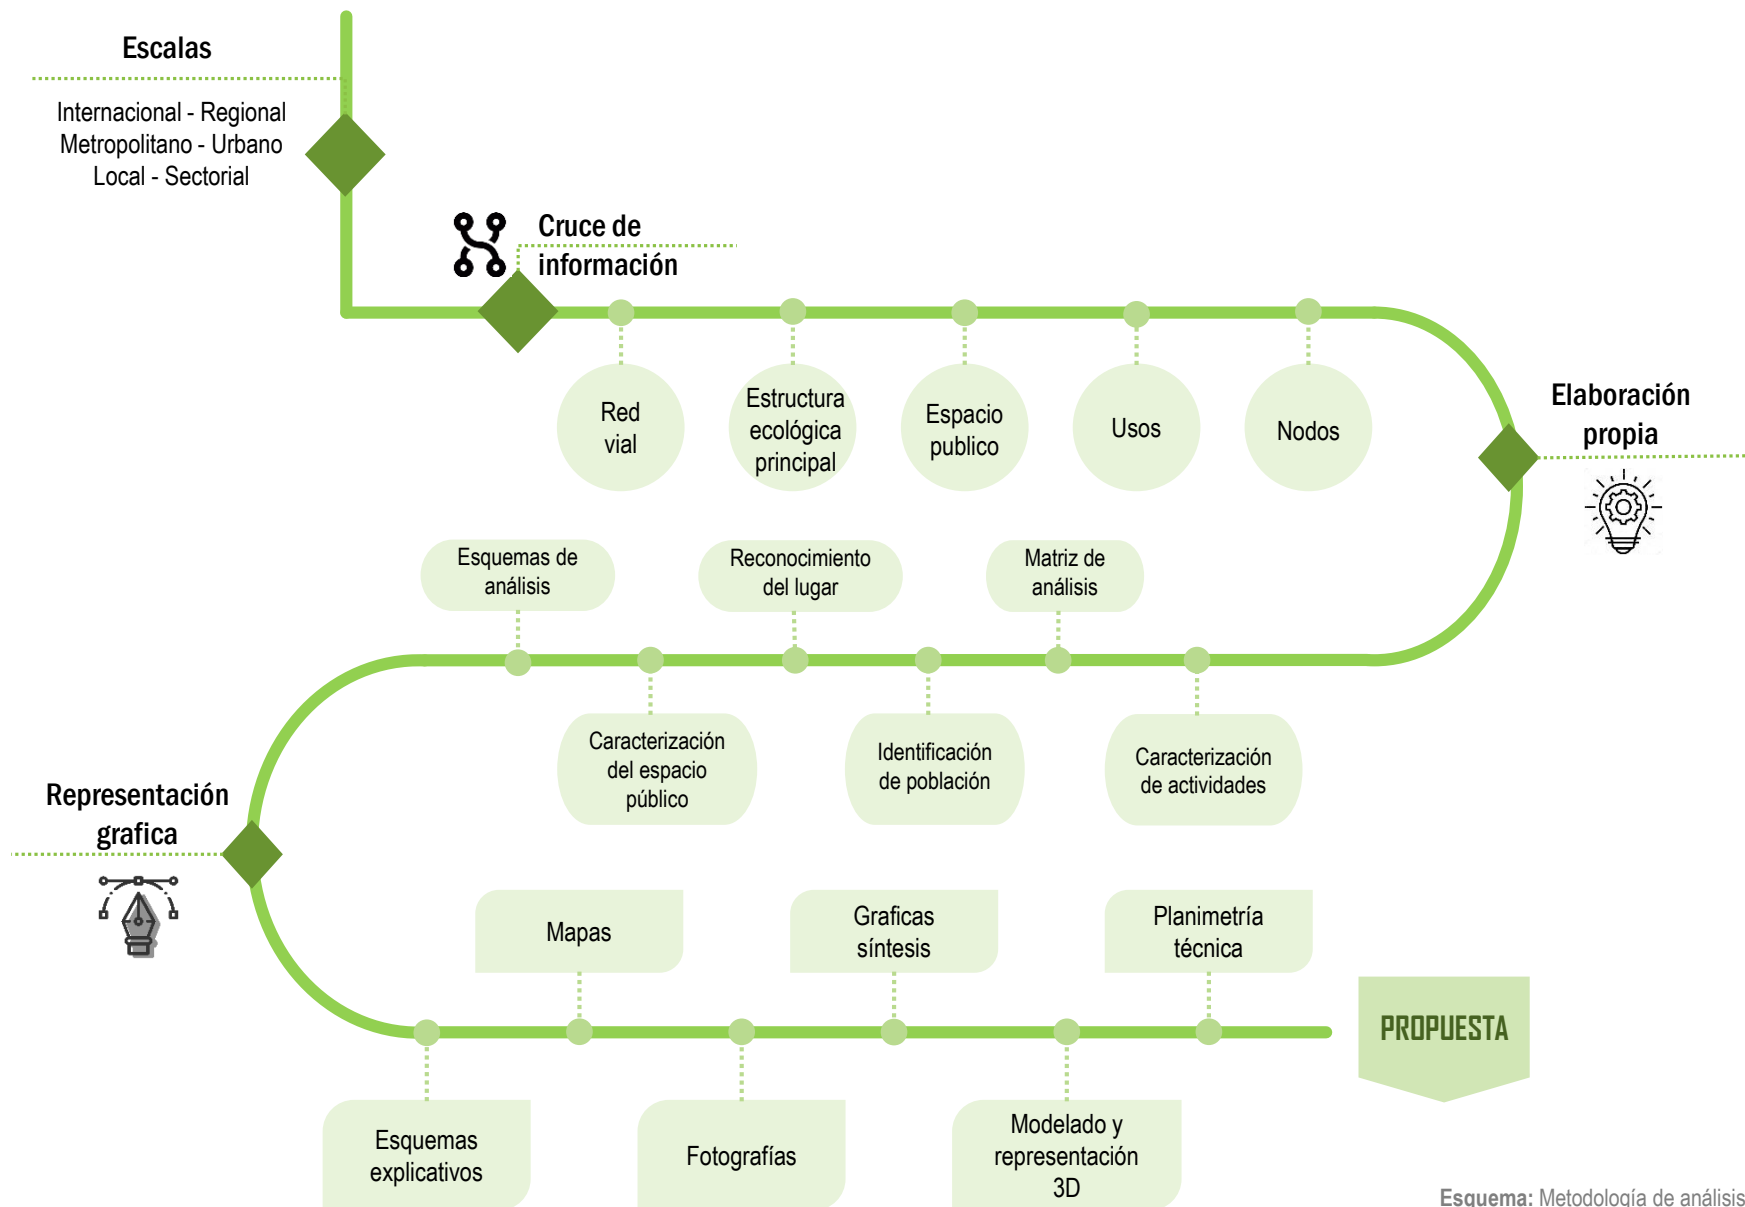 Escalas
Internacional - Regional
Metropolitano - Urbano
Local - Sectorial
Cruce de
información
Red
vial
Estructura
ecológica
principal
Espacio
publico
Usos
Nodos
Elaboración
propia
Esquemas de
análisis
Reconocimiento
del lugar
Matriz de
análisis
Caracterización
del espacio
público
Identificación
de población
Caracterización
de actividades
Representación
grafica
Mapas
Graficas
síntesis
Planimetría
técnica
PROPUESTA
Esquemas
explicativos
Fotografías
Modelado y
representación
3D
Esquema: Metodología de análisis